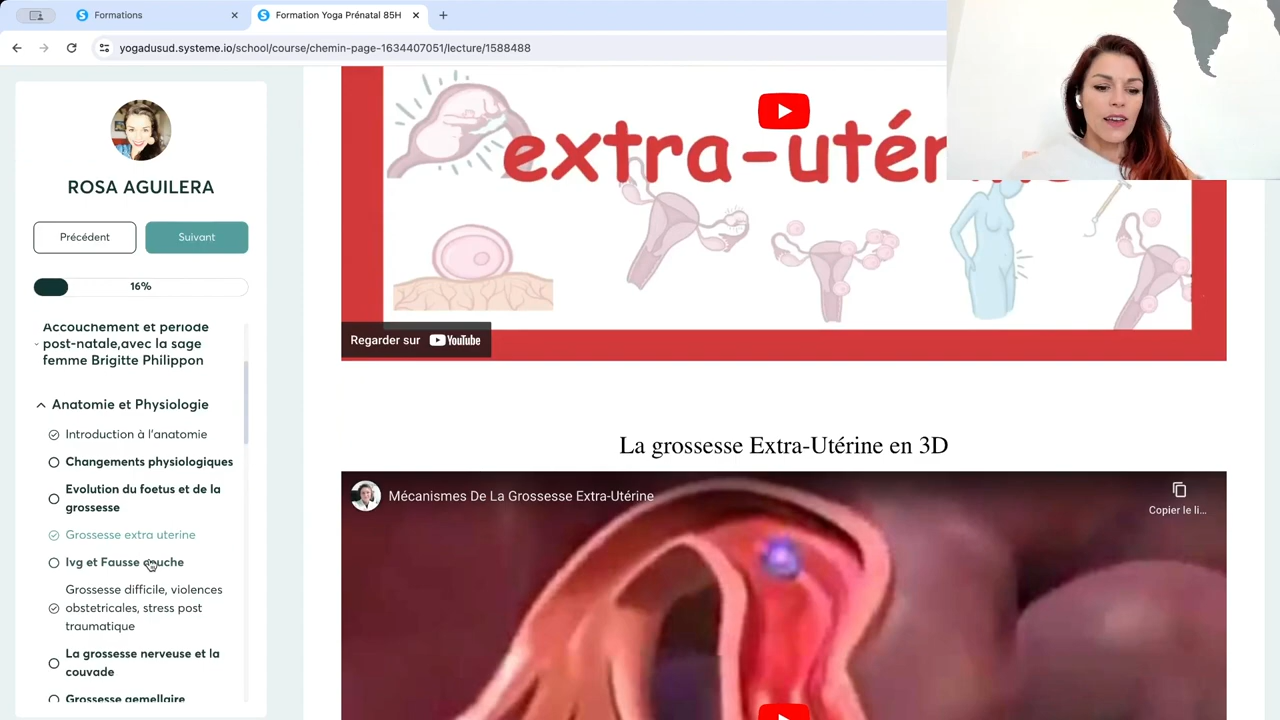 Formations
Formation Yoga Prénatal 85H
yogadusud.systeme.io/school/course/chemin-page-1634407051/lecture/1588488
ROSA AGUILERA
Précédent
Suivant
16%
Accouchement et période
post-natale,avec la sage
femme Brigitte Philippon
Anatomie et Physiologie
Introduction à l'anatomie
Changements physiologiques
Evolution du foetus et de la
grossesse
Grossesse extra uterine
Ivg et Fausse couche
Grossesse difficile, violences
obstetricales, stress post
traumatique
La grossesse nerveuse et la
couvade
Grossesse gemellaire
extra-utér
Regarder sur YouTube
La grossesse Extra-Utérine en 3D
Mécanismes De La Grossesse Extra-Utérine
Copier le li...